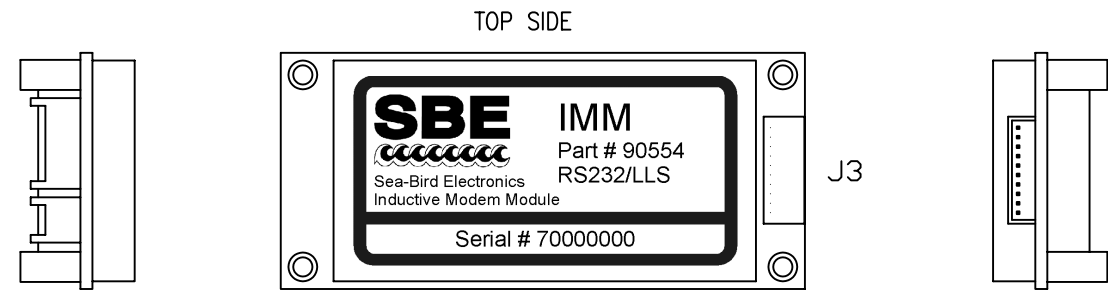 TOP SIDE
SBE
IMM
Part # 90554
RS232/LLS
Sea-Bird Electronics
Inductive Modem Module
Serial # 70000000
J3